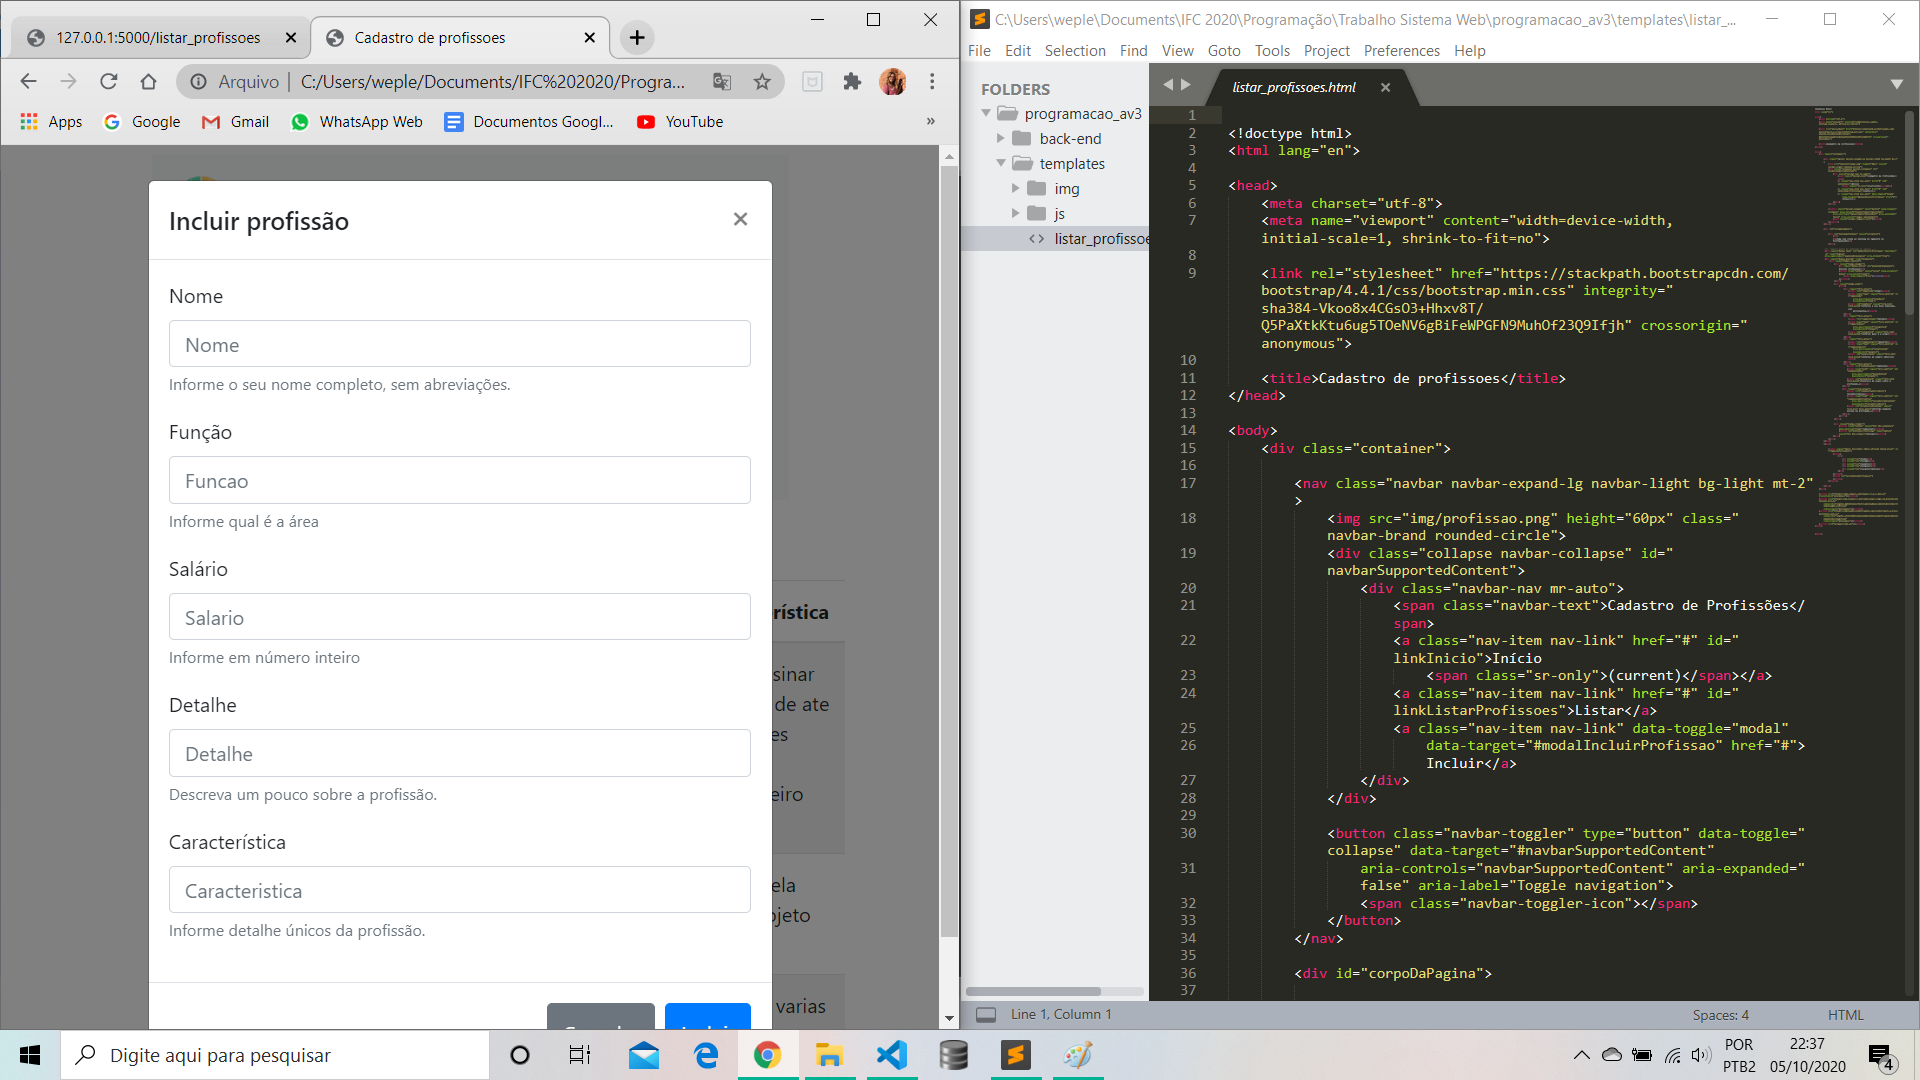 127.0.0.1:5000/listar_profissoes
Cadastro de profissoes
Arquivo
C:/Users/weple/Documents/IFC%202020/Progra...
Apps
Google
Gmail
WhatsApp Web
Documentos Googl...
YouTube
»
Incluir profissão
×
Nome
Nome
Informe o seu nome completo, sem abreviações.
Função
Funcao
Informe qual é a área
Salário
Salario
Informe em número inteiro
Detalhe
Detalhe
Descreva um pouco sobre a profissão.
Característica
Caracteristica
Informe detalhe únicos da profissão.
rística
sinar
de ate
es
eiro
ela
ojeto
varias
C:\Users\weple\Documents\IFC 2020\Programação\Trabalho Sistema Web\programacao_av3\templates\listar_...
File Edit Selection Find View Goto Tools Project Preferences Help
FOLDERS
programacao_av3
back-end
templates
img
js
<> listar_profissoe
listar_profissoes.html
1
2 <!doctype html>
3 <html lang="en">
4
5 <head>
6 <meta charset="utf-8">
7 <meta name="viewport" content="width=device-width,
initial-scale=1, shrink-to-fit=no">
8
9 <link rel="stylesheet" href="https://stackpath.bootstrapcdn.com/
bootstrap/4.4.1/css/bootstrap.min.css" integrity="
sha384-Vkoo8x4CGsO3+Hhxv8T/
Q5PaXtkKtu6ug5TOeNV6gBiFeWPGFN9MuhOf23Q9Ifjh" crossorigin="
anonymous">
10
11 <title>Cadastro de profissoes</title>
12 </head>
13
14 <body>
15 <div class="container">
16
17 <nav class="navbar navbar-expand-lg navbar-light bg-light mt-2"
>
18 <img src="img/profissao.png" height="60px" class="
navbar-brand rounded-circle">
19 <div class="collapse navbar-collapse" id="
navbarSupportedContent">
20 <div class="navbar-nav mr-auto">
21 <span class="navbar-text">Cadastro de Profissões</
span>
22 <a class="nav-item nav-link" href="#" id="
linkInicio">Início
23 <span class="sr-only">(current)</span></a>
24 <a class="nav-item nav-link" href="#" id="
linkListarProfissoes">Listar</a>
25 <a class="nav-item nav-link" data-toggle="modal"
26 data-target="#modalIncluirProfissao" href="#">
Incluir</a>
27 </div>
28 </div>
29
30 <button class="navbar-toggler" type="button" data-toggle="
collapse" data-target="#navbarSupportedContent"
31 aria-controls="navbarSupportedContent" aria-expanded="
false" aria-label="Toggle navigation">
32 <span class="navbar-toggler-icon"></span>
33 </button>
34 </nav>
35
36 <div id="corpoDaPagina">
37
Line 1, Column 1
Spaces: 4
HTML
Digite aqui para pesquisar
POR
PTB2
22:37
05/10/2020
4